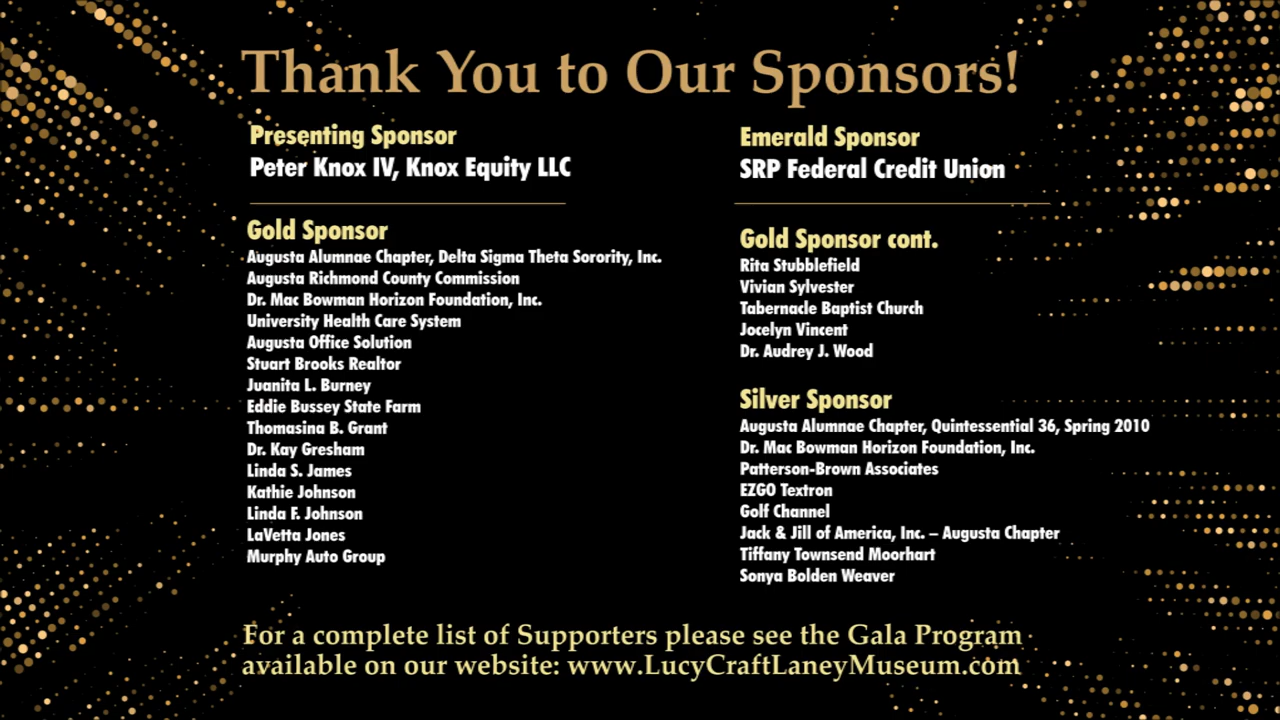 Thank You to Our Sponsors!
Presenting Sponsor
Peter Knox IV, Knox Equity LLC
Gold Sponsor
Augusta Alumnae Chapter, Delta Sigma Theta Sorority, Inc.
Augusta Richmond County Commission
Dr. Mac Bowman Horizon Foundation, Inc.
University Health Care System
Augusta Office Solution
Stuart Brooks Realtor
Juanita L. Burney
Eddie Bussey State Farm
Thomasina B. Grant
Dr. Kay Gresham
Linda S. James
Kathie Johnson
Linda F. Johnson
LaVetta Jones
Murphy Auto Group
Emerald Sponsor
SRP Federal Credit Union
Gold Sponsor cont.
Rita Stubblefield
Vivian Sylvester
Tabernacle Baptist Church
Jocelyn Vincent
Dr. Audrey J. Wood
Silver Sponsor
Augusta Alumnae Chapter, Quintessential 36, Spring 2010
Dr. Mac Bowman Horizon Foundation, Inc.
Patterson-Brown Associates
EZGO Textron
Golf Channel
Jack & Jill of America, Inc. – Augusta Chapter
Tiffany Townsend Moorhart
Sonya Bolden Weaver
For a complete list of Supporters please see the Gala Program
available on our website: www.LucyCraftLaneyMuseum.com